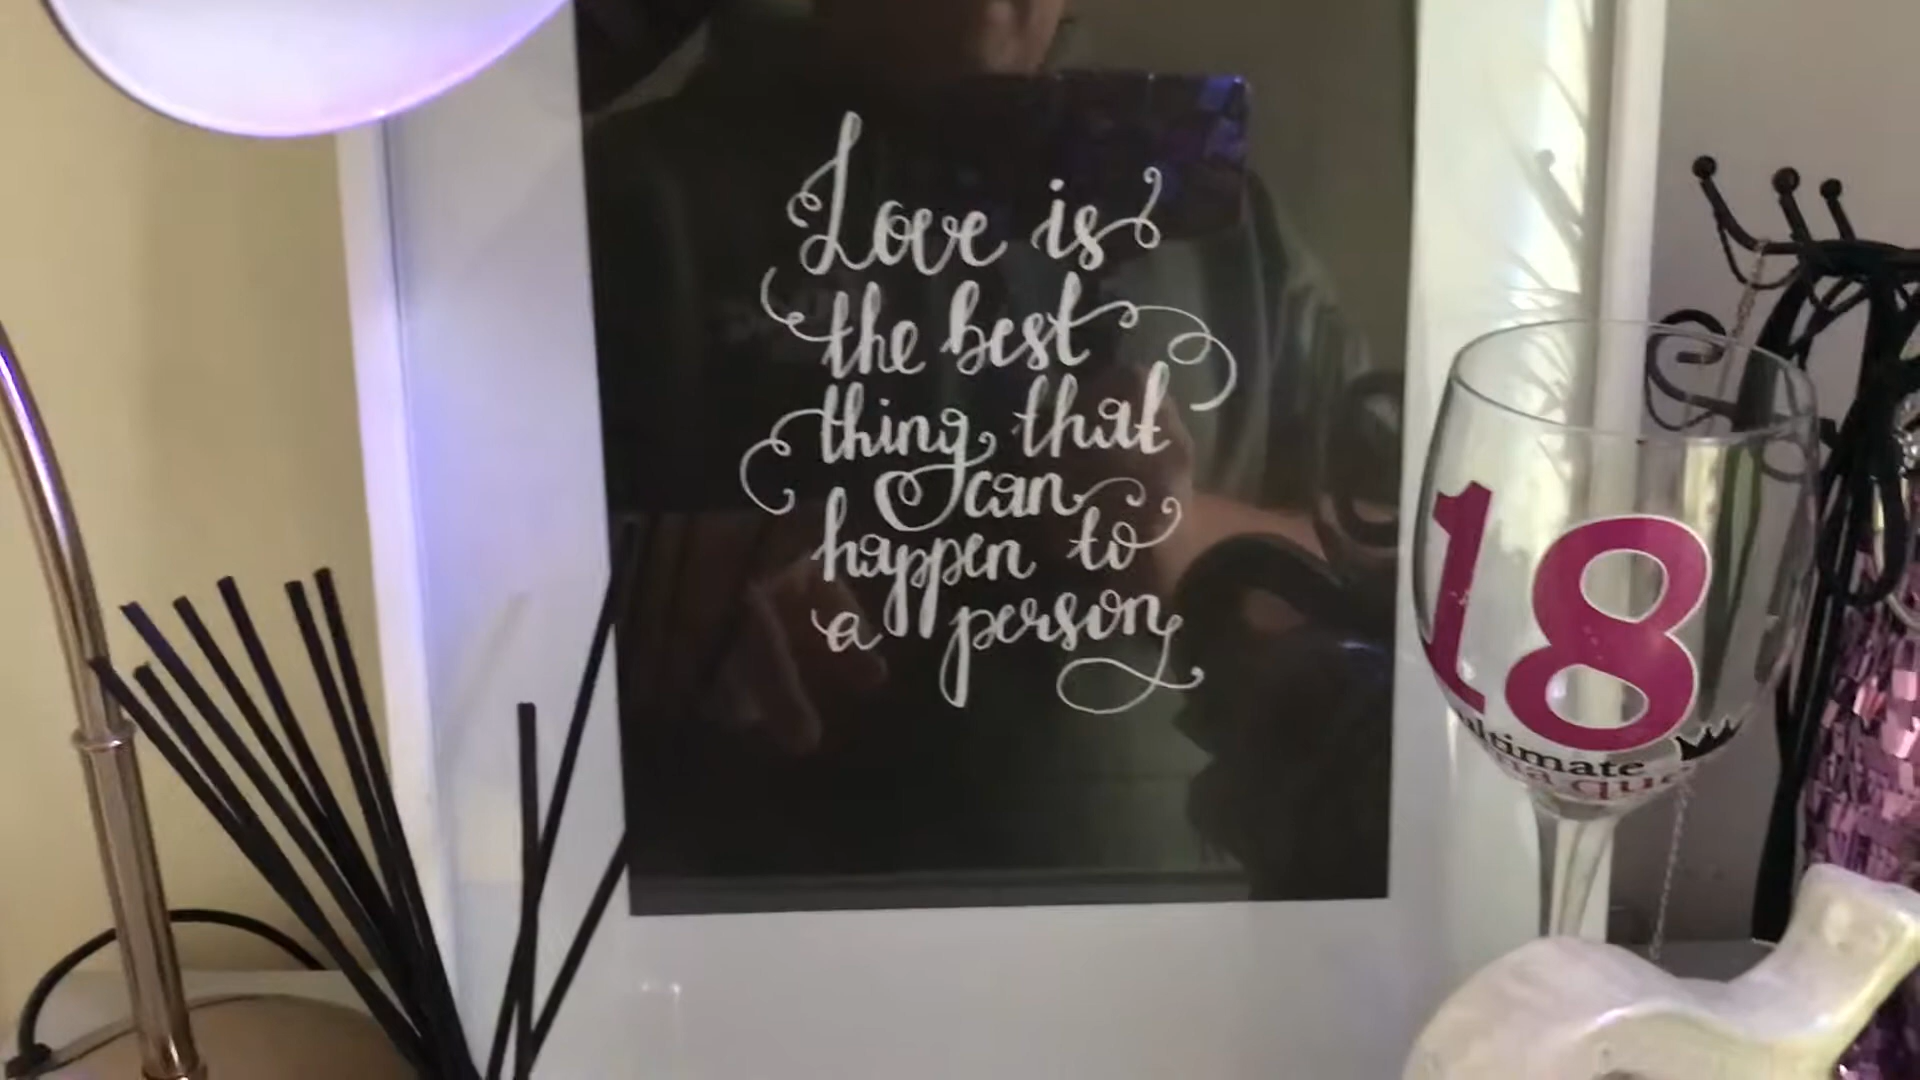 Love is
the best
thing that
can
happen to
a person
18
ultimate